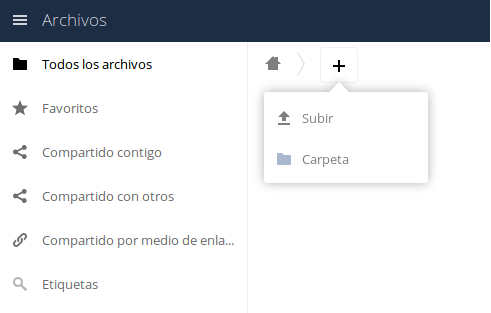 Archivos
Todos los archivos
Favoritos
Compartido contigo
Compartido con otros
Compartido por medio de enla...
Etiquetas
Subir
Carpeta